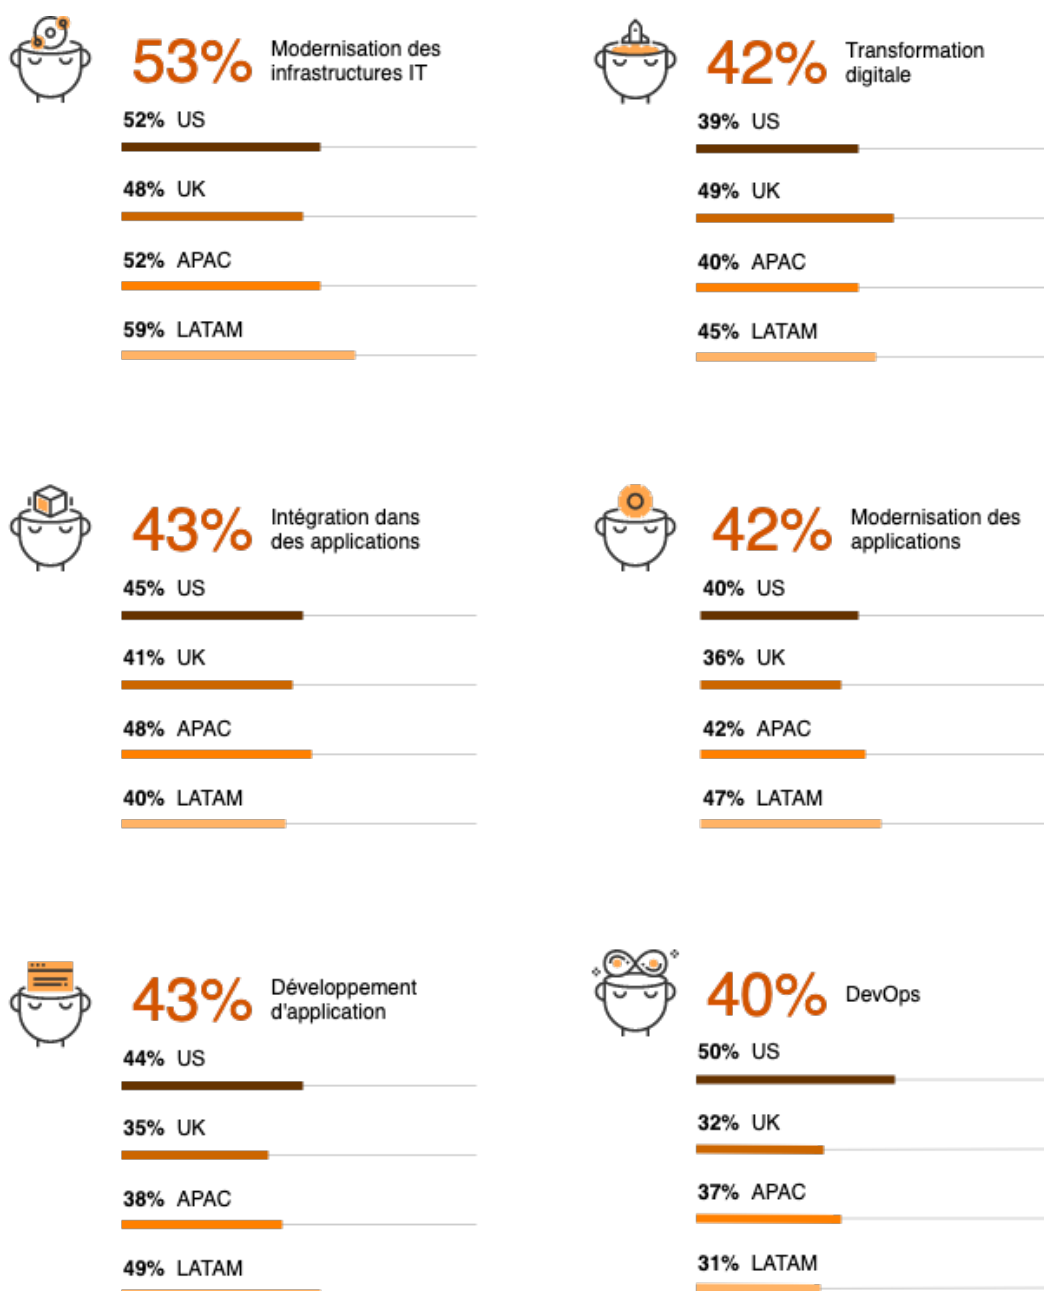 53%
Modernisation des
infrastructures IT
52% US
48% UK
52% APAC
59% LATAM
42%
Transformation
digitale
39% US
49% UK
40% APAC
45% LATAM
43%
Intégration dans
des applications
45% US
41% UK
48% APAC
40% LATAM
42%
Modernisation des
applications
40% US
36% UK
42% APAC
47% LATAM
43%
Développement
d'application
44% US
35% UK
38% APAC
49% LATAM
40%
DevOps
50% US
32% UK
37% APAC
31% LATAM